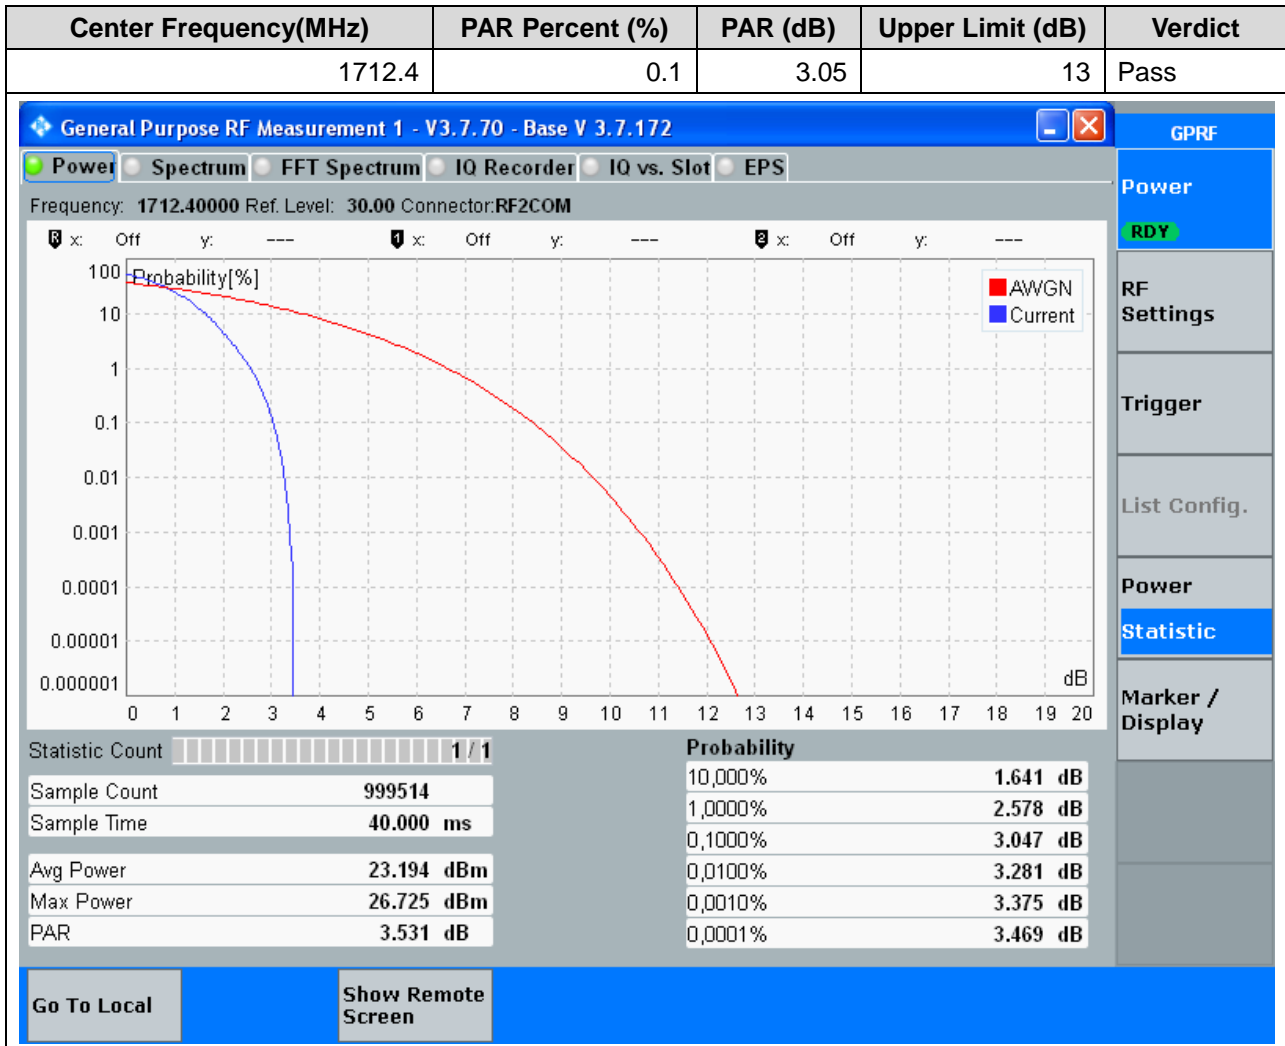 Center Frequency(MHz) PAR Percent (%) PAR (dB) Upper Limit (dB) Verdict
1712.4 0.1 3.05 13 Pass
General Purpose RF Measurement 1 - V3.7.70 - Base V 3.7.172
GPRF
Power Spectrum FFT Spectrum IQ Recorder IQ vs. Slot EPS
Power
RDY
Frequency: 1712.40000 Ref. Level: 30.00 Connector:RF2COM
R x: Off y: --- 1 x: Off y: --- 2 x: Off y: ---
Probability[%]
AWGN
Current
100
10
1
0.1
0.01
0.001
0.0001
0.00001
0.000001
dB
0 1 2 3 4 5 6 7 8 9 10 11 12 13 14 15 16 17 18 19 20
RF
Settings
Trigger
List Config.
Power
Statistic
Marker /
Display
Statistic Count 1 / 1
Sample Count 999514
Sample Time 40.000 ms
Avg Power 23.194 dBm
Max Power 26.725 dBm
PAR 3.531 dB
Probability
10,000% 1.641 dB
1,0000% 2.578 dB
0,1000% 3.047 dB
0,0100% 3.281 dB
0,0010% 3.375 dB
0,0001% 3.469 dB
Go To Local
Show Remote
Screen